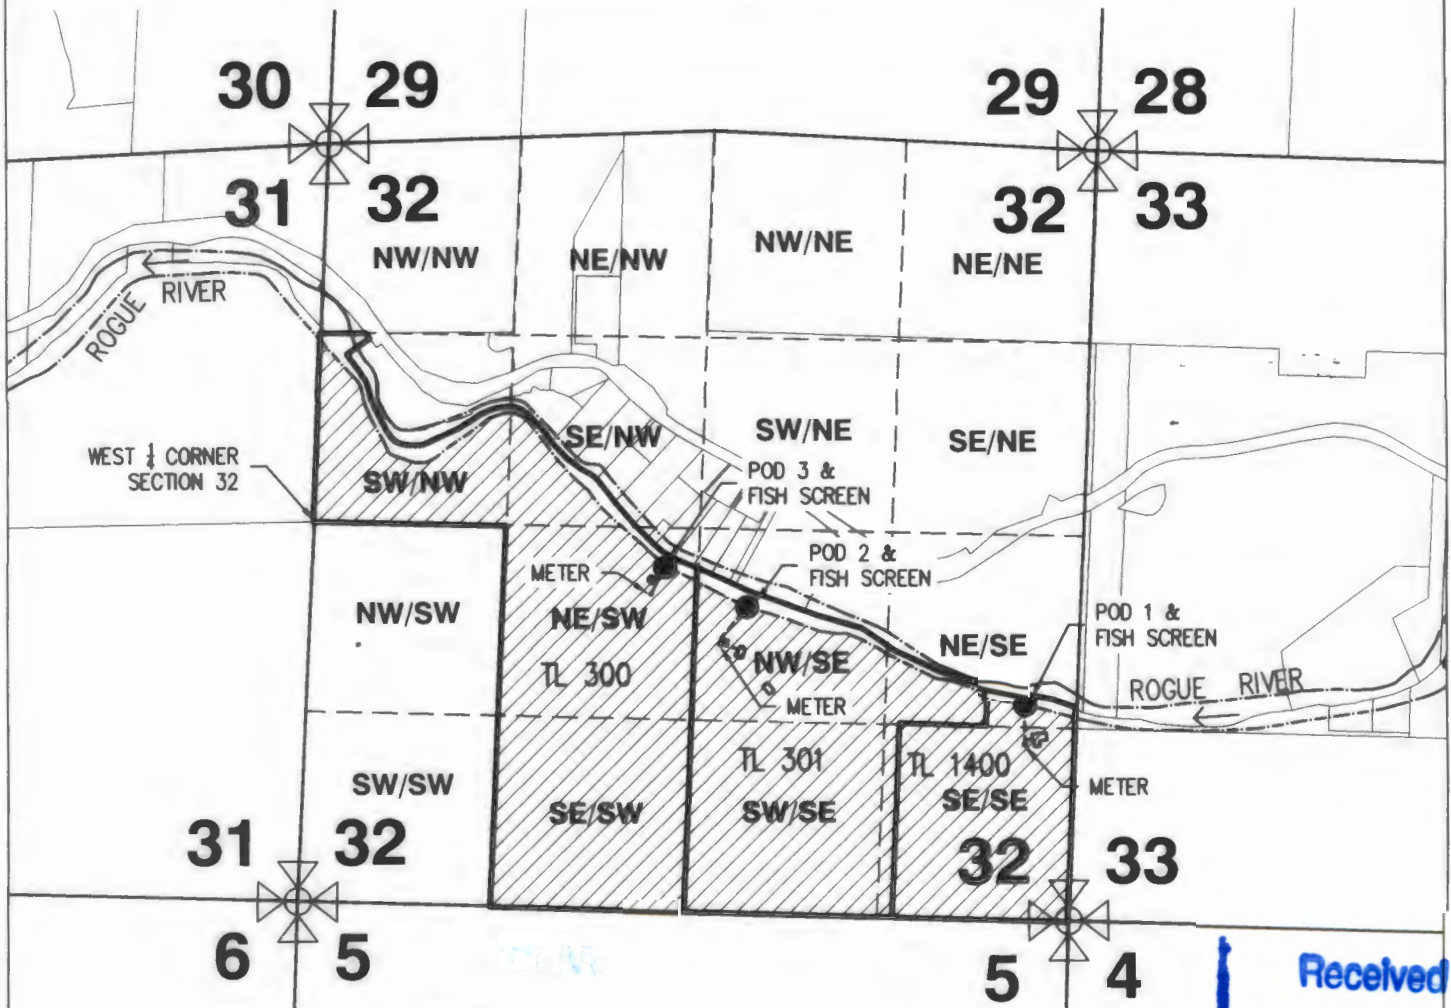 30 29
29 28
31 32
32 33
NW/NW
NE/NW
NW/NE
NE/NE
ROGUE RIVER
WEST ¼ CORNER
SECTION 32
SW/NW
SE/NW
SW/NE
SE/NE
POD 3 &
FISH SCREEN
POD 2 &
FISH SCREEN
METER
NW/SW
NE/SW
TL 300
NW/SE
METER
NE/SE
POD 1 &
FISH SCREEN
ROGUE RIVER
SW/SW
SE/SW
TL 301
SW/SE
TL 1400
SE/SE
METER
31 32
32 33
6 5
5 4
Received